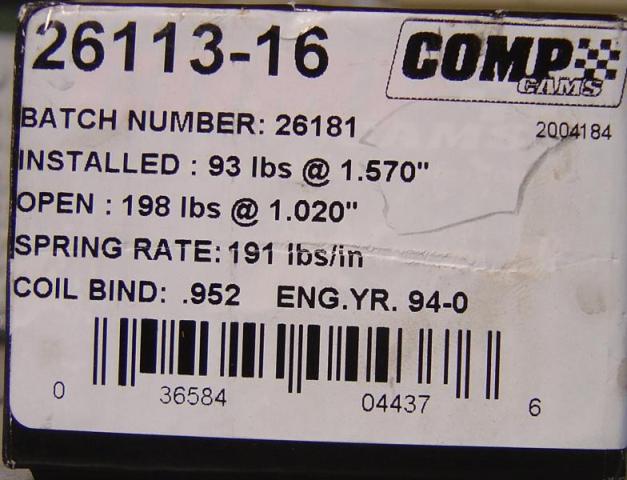 26113-16
COMP
CAMS
BATCH NUMBER: 26181
2004184
INSTALLED : 93 lbs @ 1.570"
OPEN : 198 lbs @ 1.020"
SPRING RATE: 191 lbs/in
COIL BIND: .952 ENG.YR. 94-0
0 36584 04437 6